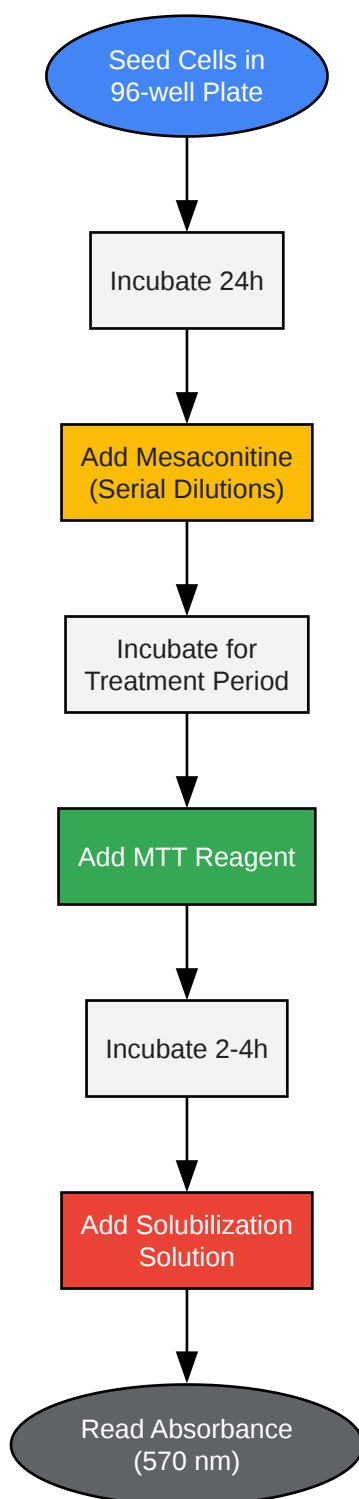 Seed Cells in
96-well Plate
Incubate 24h
Add Mesaconitine
(Serial Dilutions)
Incubate for
Treatment Period
Add MTT Reagent
Incubate 2-4h
Add Solubilization
Solution
Read Absorbance
(570 nm)